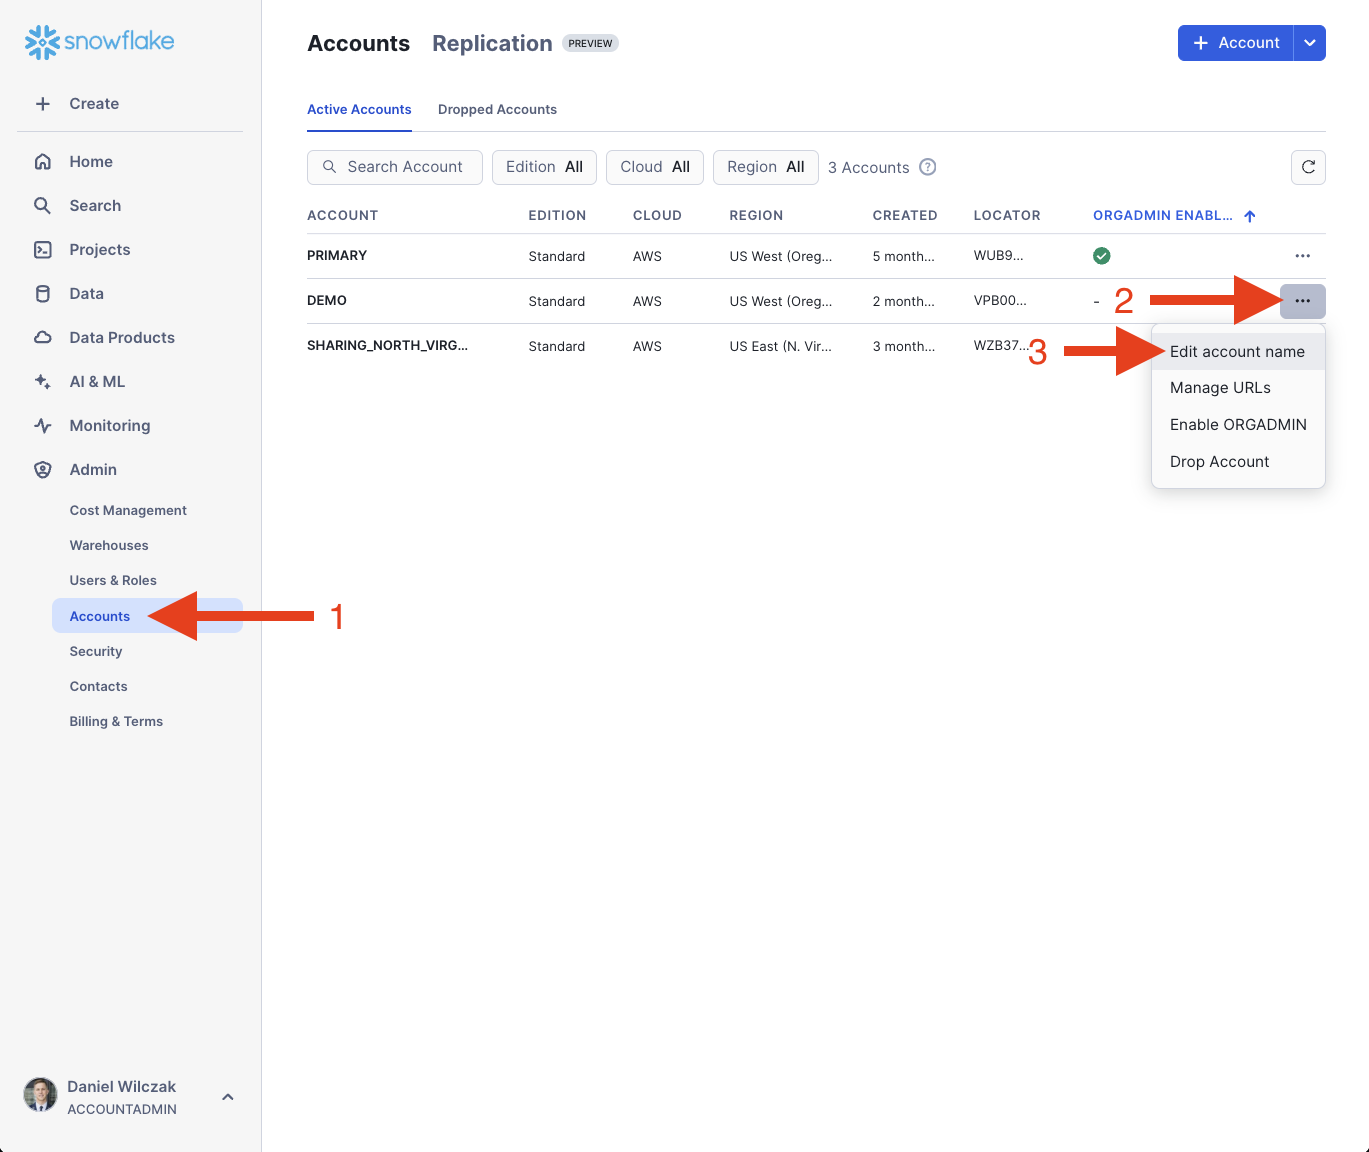 snowflake
Create
Home
Search
Projects
Data
Data Products
AI & ML
Monitoring
Admin
Cost Management
Warehouses
Users & Roles
Accounts
1
Security
Contacts
Billing & Terms
Daniel Wilczak
ACCOUNTADMIN
Accounts Replication PREVIEW
+ Account
Active Accounts Dropped Accounts
Search Account Edition All Cloud All Region All 3 Accounts ?
ACCOUNT EDITION CLOUD REGION CREATED LOCATOR ORGADMIN ENABL...
PRIMARY Standard AWS US West (Oreg... 5 month... WUB9... ...
DEMO Standard AWS US West (Oreg... 2 month... VPB00... - 2 ...
SHARING_NORTH_VIRG... Standard AWS US East (N. Vir... 3 month... WZB37... 3
Edit account name
Manage URLs
Enable ORGADMIN
Drop Account